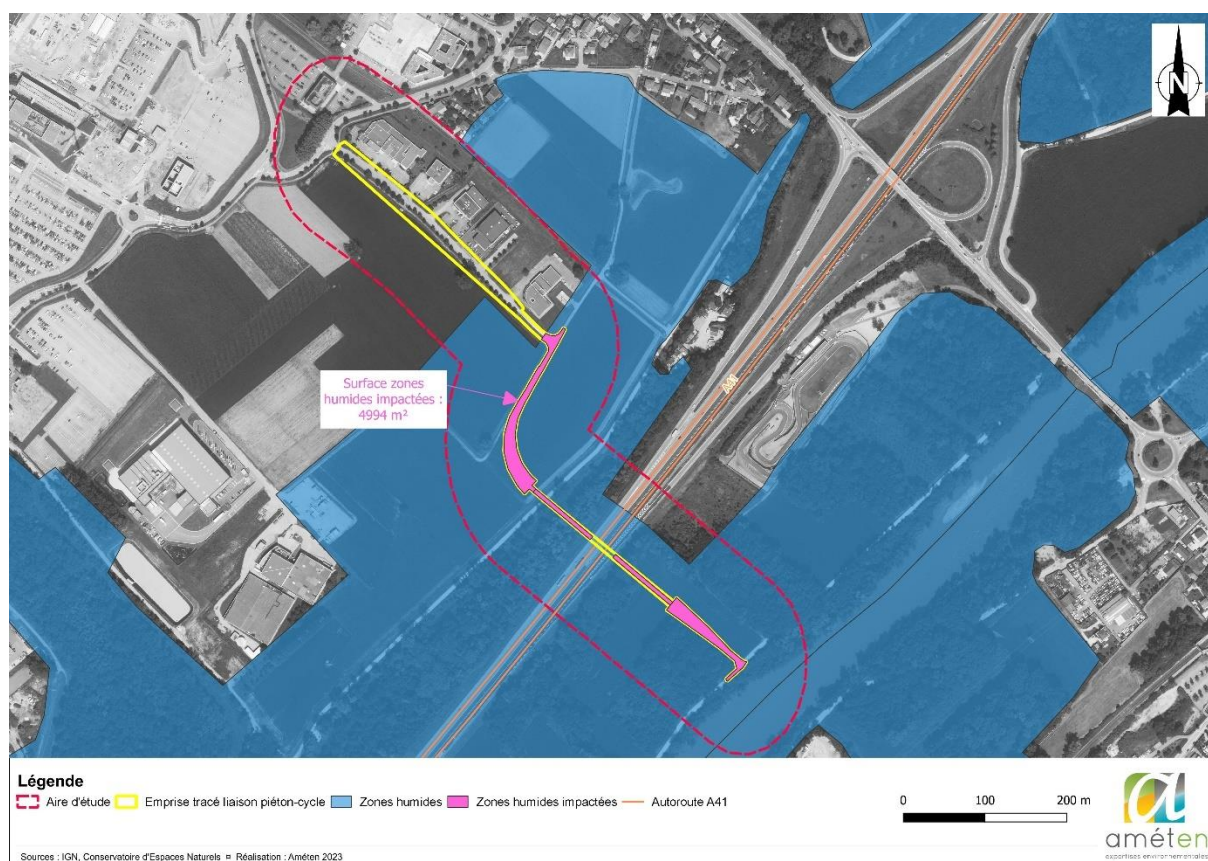 N
A41
Surface zones
humides impactées :
4994 m²
Légende
Aire d'étude Emprise tracé liaison piéton-cycle Zones humides Zones humides impactées Autoroute A41
0 100 200 m
améten
expertises environnementales
Sources : IGN, Conservatoire d'Espaces Naturels ¤ Réalisation : Améten 2023